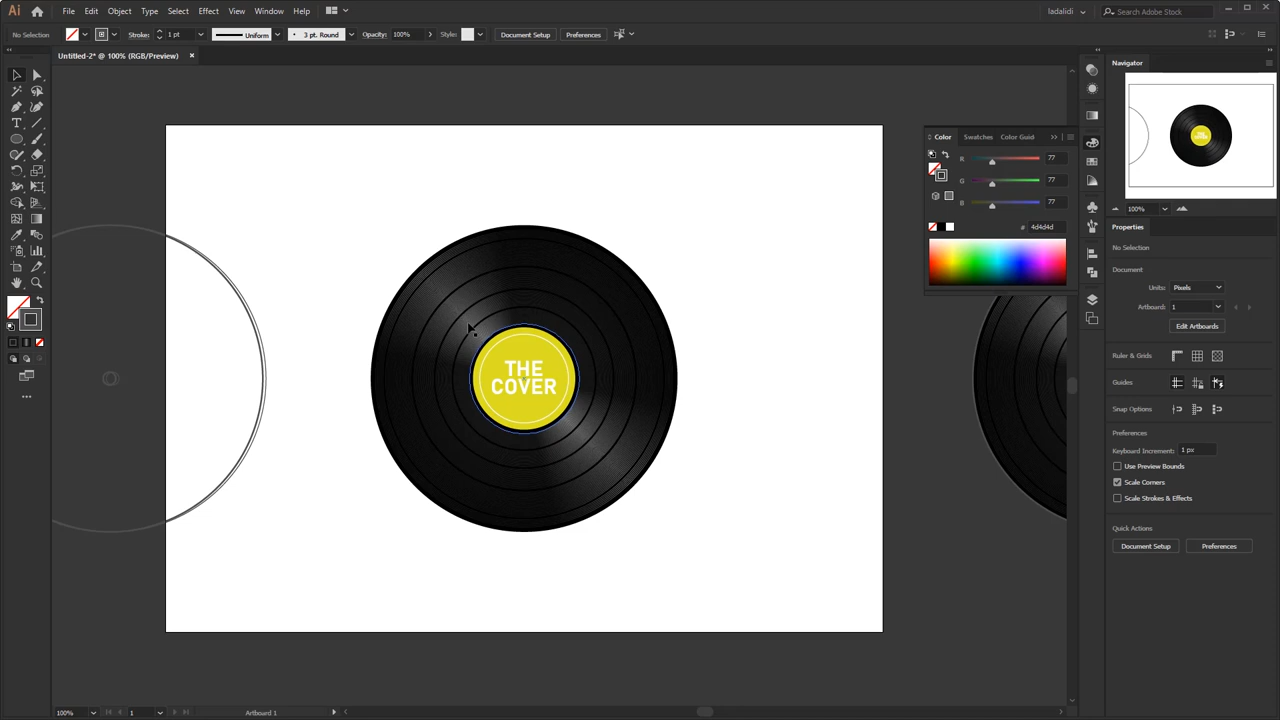 Ai File Edit Object Type Select Effect View Window Help ladalidi Search Adobe Stock
No Selection Stroke: 1 pt Uniform 3 pt. Round Opacity: 100% Style: Document Setup Preferences
Untitled-2* @ 100% (RGB/Preview) ×
THE
COVER
Color Swatches Color Guid
R 77
G 77
B 77
# 4d4d4d
Navigator
THE
COVER
100%
Properties
No Selection
Document
Units: Pixels
Artboard: 1
Edit Artboards
Ruler & Grids
Guides
Snap Options
Preferences
Keyboard Increment: 1 px
Use Preview Bounds
Scale Corners
Scale Strokes & Effects
Quick Actions
Document Setup Preferences
100% 1 Artboard 1